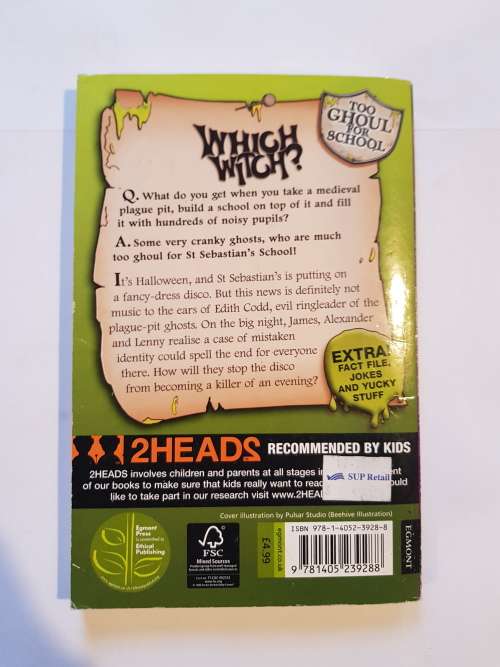 TOO
GHOUL
FOR
SCHOOL
WHICH
WITCH?
Q. What do you get when you take a medieval
plague pit, build a school on top of it and fill
it with hundreds of noisy pupils?
A. Some very cranky ghosts, who are much
too ghoul for St Sebastian's School!
It's Halloween, and St Sebastian's is putting on
a fancy-dress disco. But this news is definitely not
music to the ears of Edith Codd, evil ringleader of the
plague-pit ghosts. On the big night, James, Alexander
and Lenny realise a case of mistaken
identity could spell the end for everyone
there. How will they stop the disco
from becoming a killer of an evening?
EXTRA!
FACT FILE,
JOKES
AND YUCKY
STUFF
2HEADS RECOMMENDED BY KIDS
2HEADS involves children and parents at all stages
of our books to make sure that kids really want to
like to take part in our research visit www.2HEA
SUP Retail
Cover illustration by Pulsar Studio (Beehive Illustration)
Egmont
Press
is committed to
Ethical
Publishing
FSC
Mixed Sources
egmont.co.uk
£4.99
ISBN 978-1-4052-3928-8
9 781405 239288
EGMONT